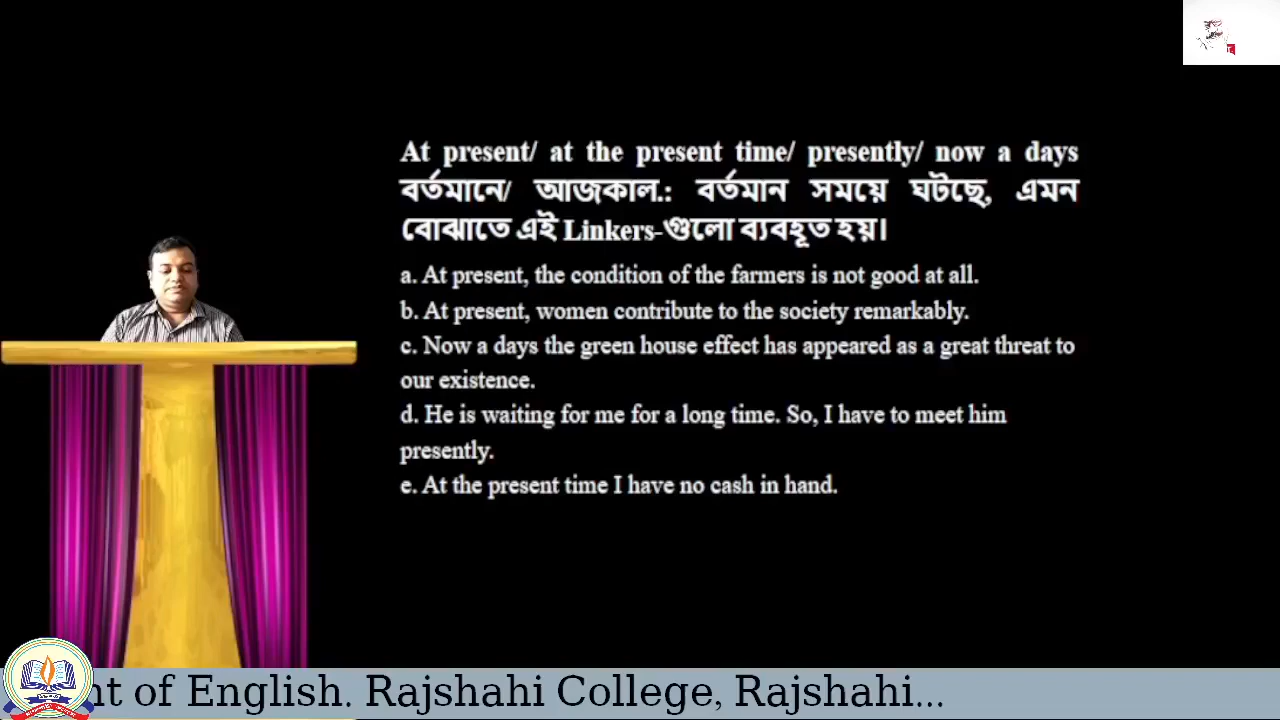 At present/ at the present time/ presently/ now a days
বর্তমানে/ আজকাল.: বর্তমান সময়ে ঘটছে, এমন
বোঝাতে এই Linkers-গুলো ব্যবহূত হয়।
a. At present, the condition of the farmers is not good at all.
b. At present, women contribute to the society remarkably.
c. Now a days the green house effect has appeared as a great threat to
our existence.
d. He is waiting for me for a long time. So, I have to meet him
presently.
e. At the present time I have no cash in hand.
nt of English. Rajshahi College, Rajshahi...